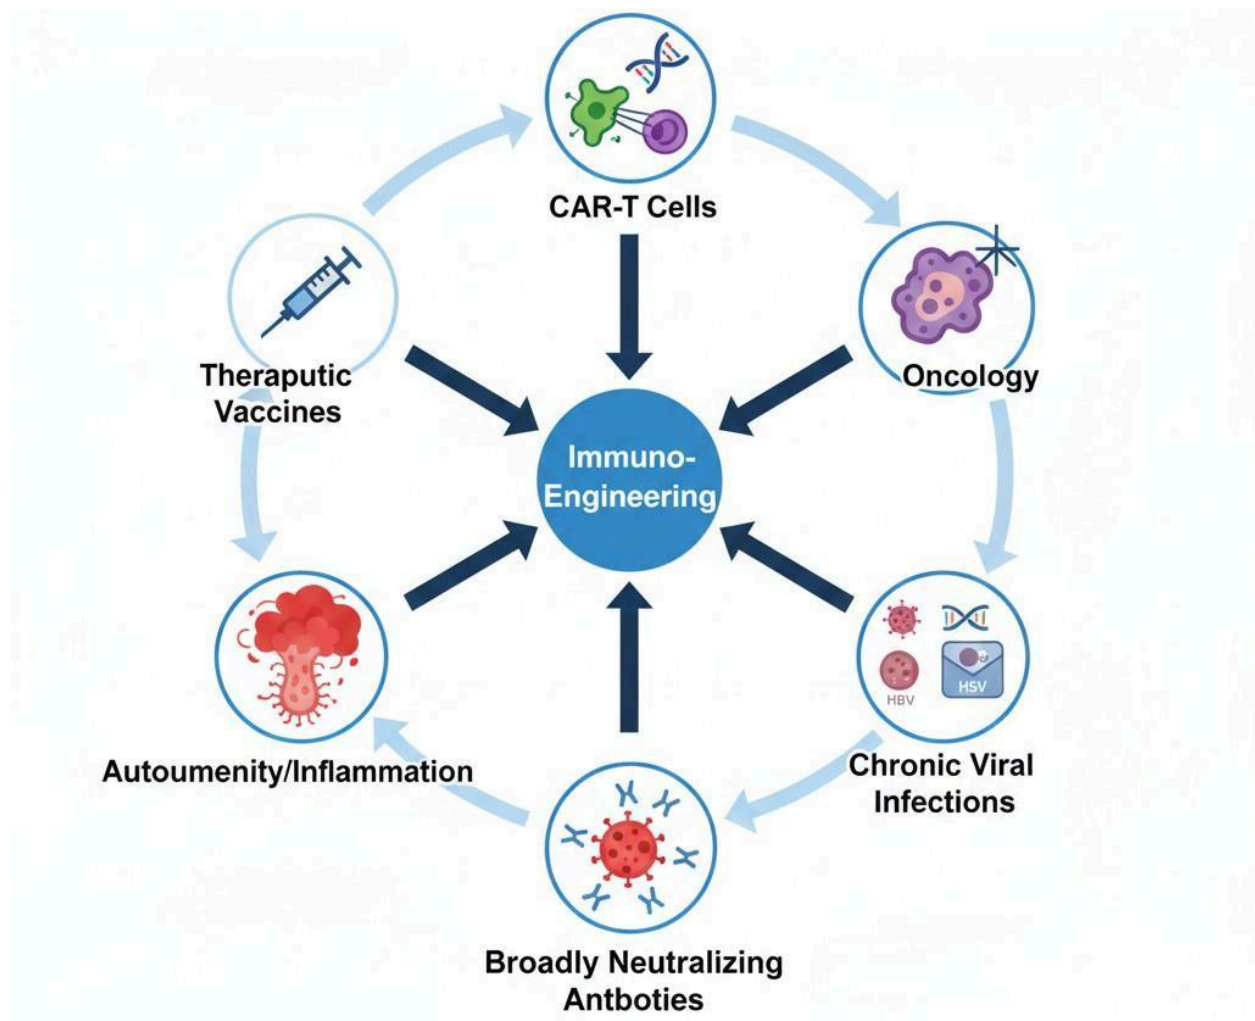 CAR-T Cells
Theraputic
Vaccines
Oncology
Immuno-
Engineering
HBV
HSV
Autoumenity/Inflammation
Chronic Viral
Infections
Broadly Neutralizing
Antboties